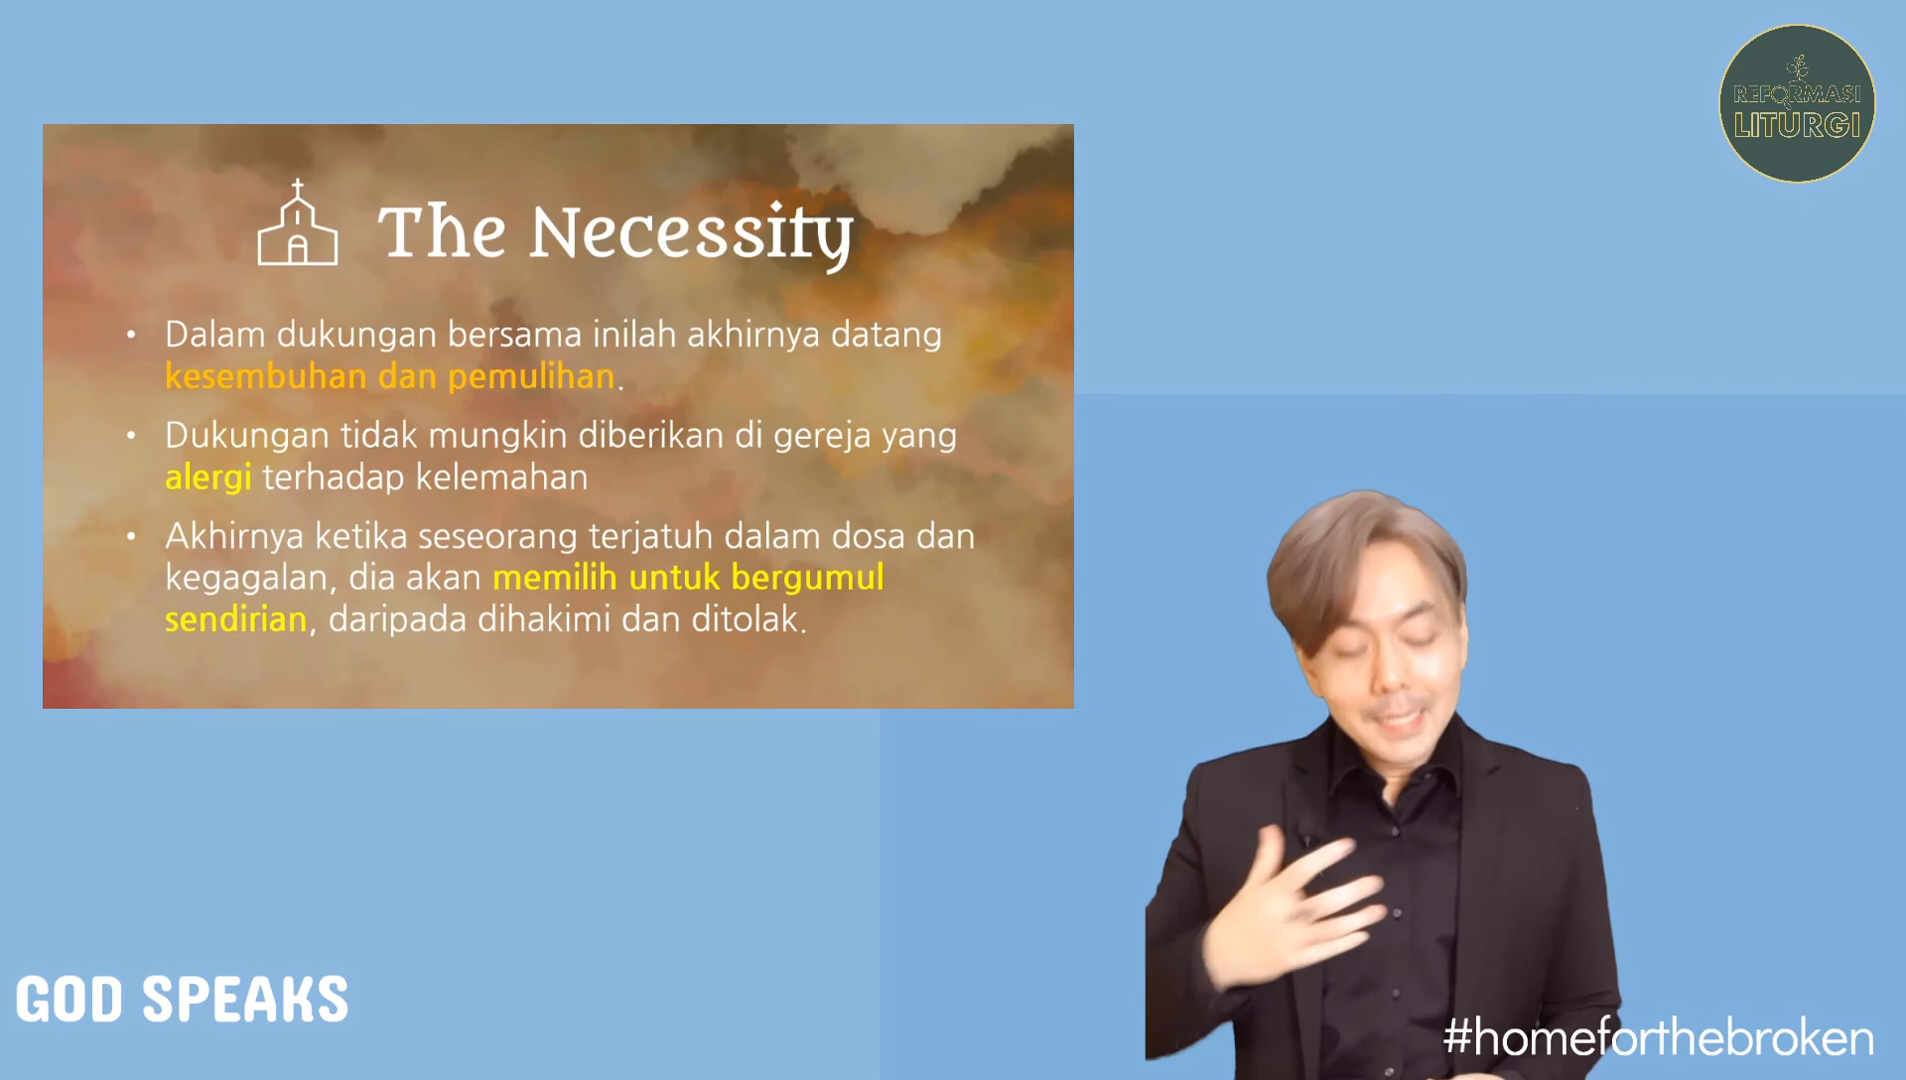 REFORMASI
LITURGI
The Necessity
• Dalam dukungan bersama inilah akhirnya datang
kesembuhan dan pemulihan.
• Dukungan tidak mungkin diberikan di gereja yang
alergi terhadap kelemahan
• Akhirnya ketika seseorang terjatuh dalam dosa dan
kegagalan, dia akan memilih untuk bergumul
sendirian, daripada dihakimi dan ditolak.
GOD SPEAKS
#homeforthebroken